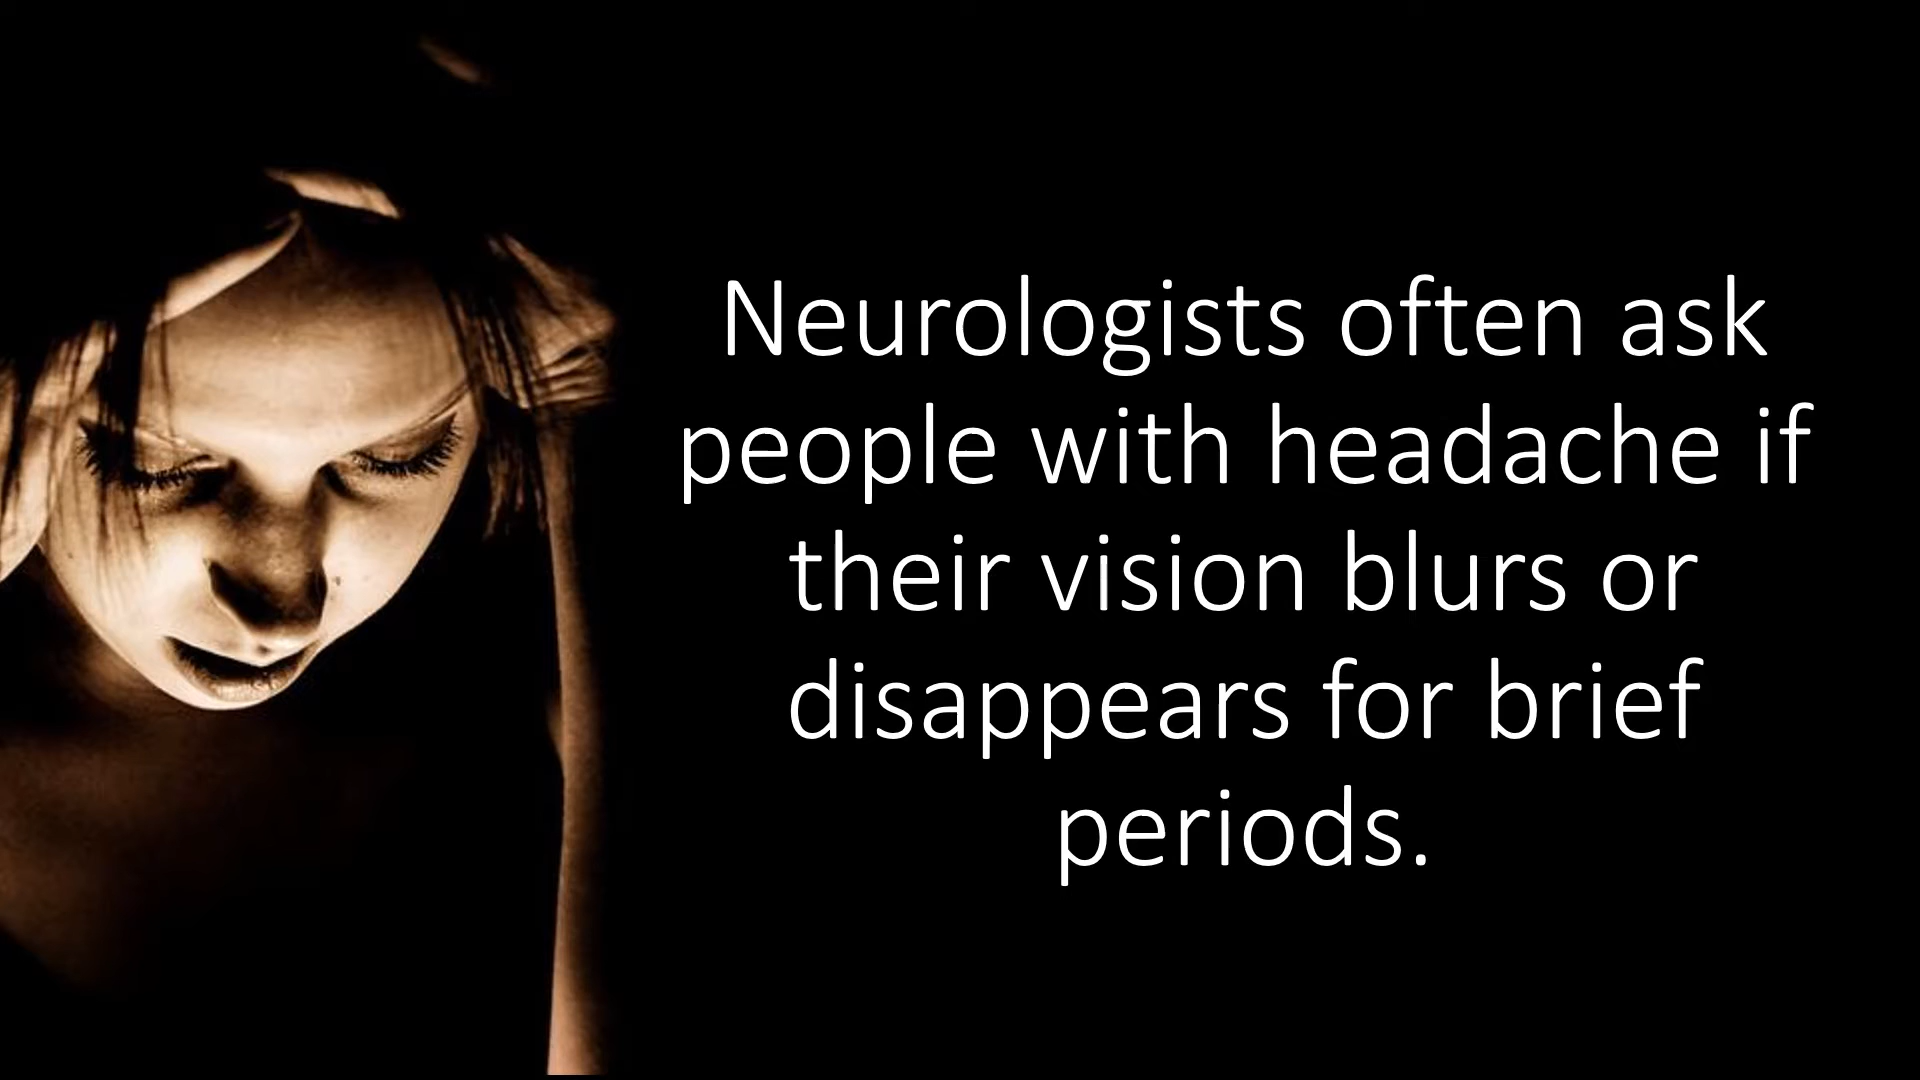 Neurologists often ask
people with headache if
their vision blurs or
disappears for brief
periods.